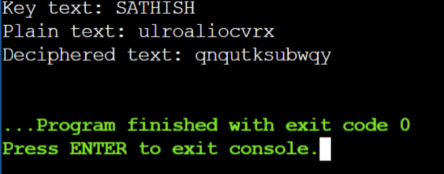 Key text: SATHISH
Plain text: ulroaliocvrx
Deciphered text: qnqutksubwqy
...Program finished with exit code 0
Press ENTER to exit console.